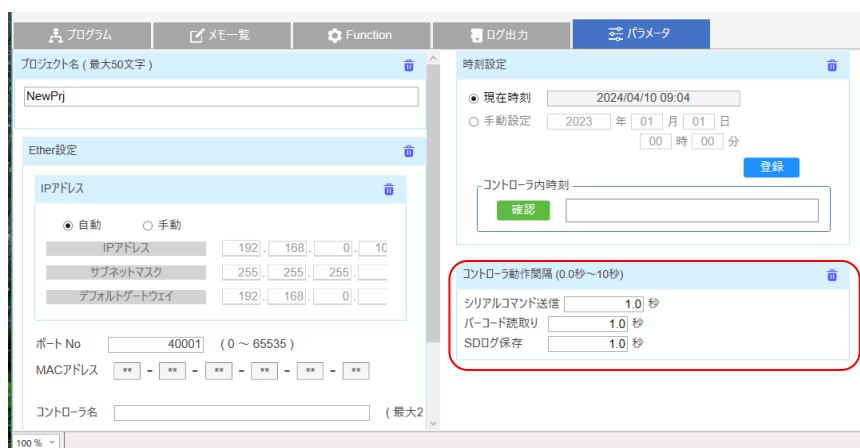 プログラム メモ一覧 Function ログ出力 パラメータ
プロジェクト名 ( 最大50文字 )
NewPrj
Ether設定
IPアドレス
自動 手動
IPアドレス 192 . 168 . 0 . 10
サブネットマスク 255 . 255 . 255 .
デフォルトゲートウェイ 192 . 168 . 0 .
ポート No 40001 ( 0 ～ 65535 )
MACアドレス ** - ** - ** - ** - ** - **
コントローラ名 ( 最大2
100 %
時刻設定
現在時刻 2024/04/10 09:04
手動設定 2023 年 01 月 01 日
00 時 00 分
登録
コントローラ内時刻
確認
コントローラ動作間隔 (0.0秒～10秒)
シリアルコマンド送信 1.0 秒
バーコード読取り 1.0 秒
SDログ保存 1.0 秒